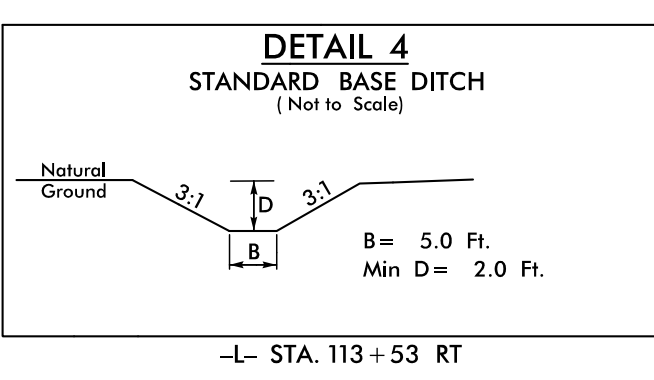 DETAIL 4
STANDARD BASE DITCH
( Not to Scale)
Natural
Ground
3:1
D
3:1
B
B= 5.0 Ft.
Min D= 2.0 Ft.
-L- STA. 113+53 RT